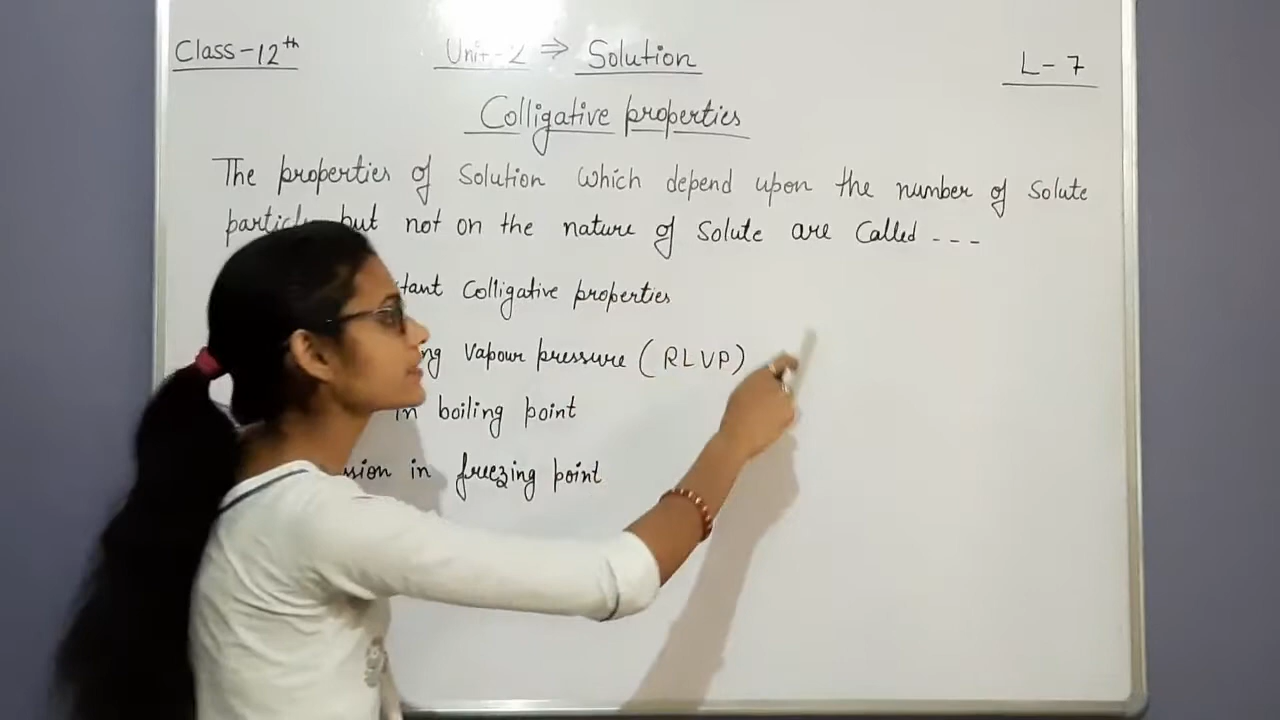 Class-12th
Unit-2 ⇒ Solution
L-7
Colligative properties
The properties of Solution which depend upon the number of Solute
but not on the nature of Solute are Called ---
Colligative properties
Vapour pressure (RLVP)
in boiling point
in freezing point